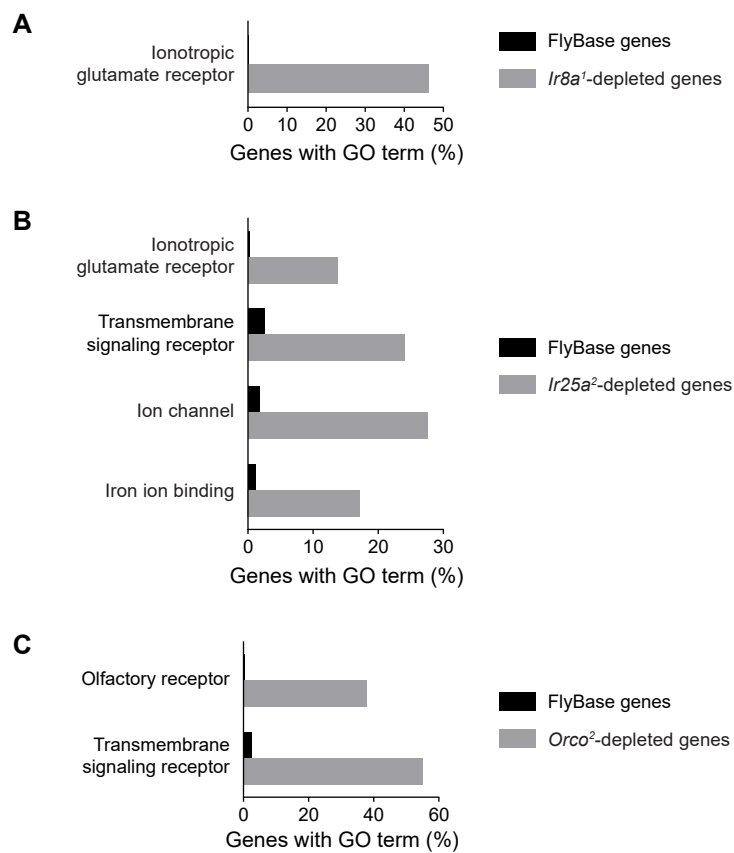 A
Ionotropic
glutamate receptor
0 10 20 30 40 50
Genes with GO term (%)
FlyBase genes
Ir8a¹-depleted genes
B
Ionotropic
glutamate receptor
Transmembrane
signaling receptor
Ion channel
Iron ion binding
0 10 20 30
Genes with GO term (%)
FlyBase genes
Ir25a²-depleted genes
C
Olfactory receptor
Transmembrane
signaling receptor
0 20 40 60
Genes with GO term (%)
FlyBase genes
Orco²-depleted genes